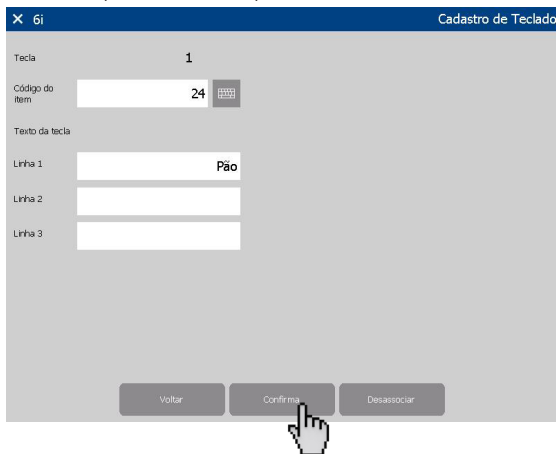 6i Cadastro de Teclado
Tecla 1
Código do
item 24
Texto da tecla
Linha 1 Pão
Linha 2
Linha 3
Voltar Confirma Desassociar